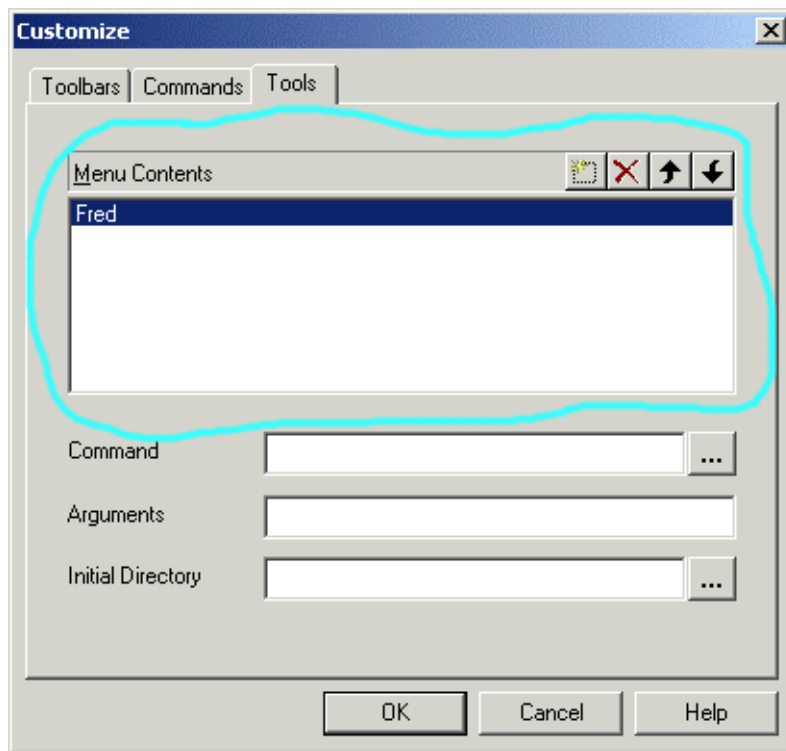 Customize
Toolbars Commands Tools
Menu Contents
Fred
Command ...
Arguments
Initial Directory ...
OK Cancel Help